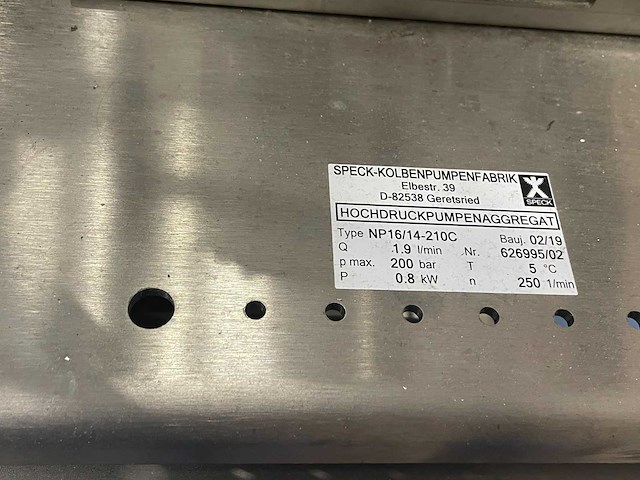 SPECK-KOLBENPUMPENFABRIK
Elbestr. 39
D-82538 Geretsried
SPECK
HOCHDRUCKPUMPENAGGREGAT
Type NP16/14-210C Bauj. 02/19
Q 1.9 l/min Nr. 626995/02
p max. 200 bar T 5 °C
P 0.8 kW n 250 1/min